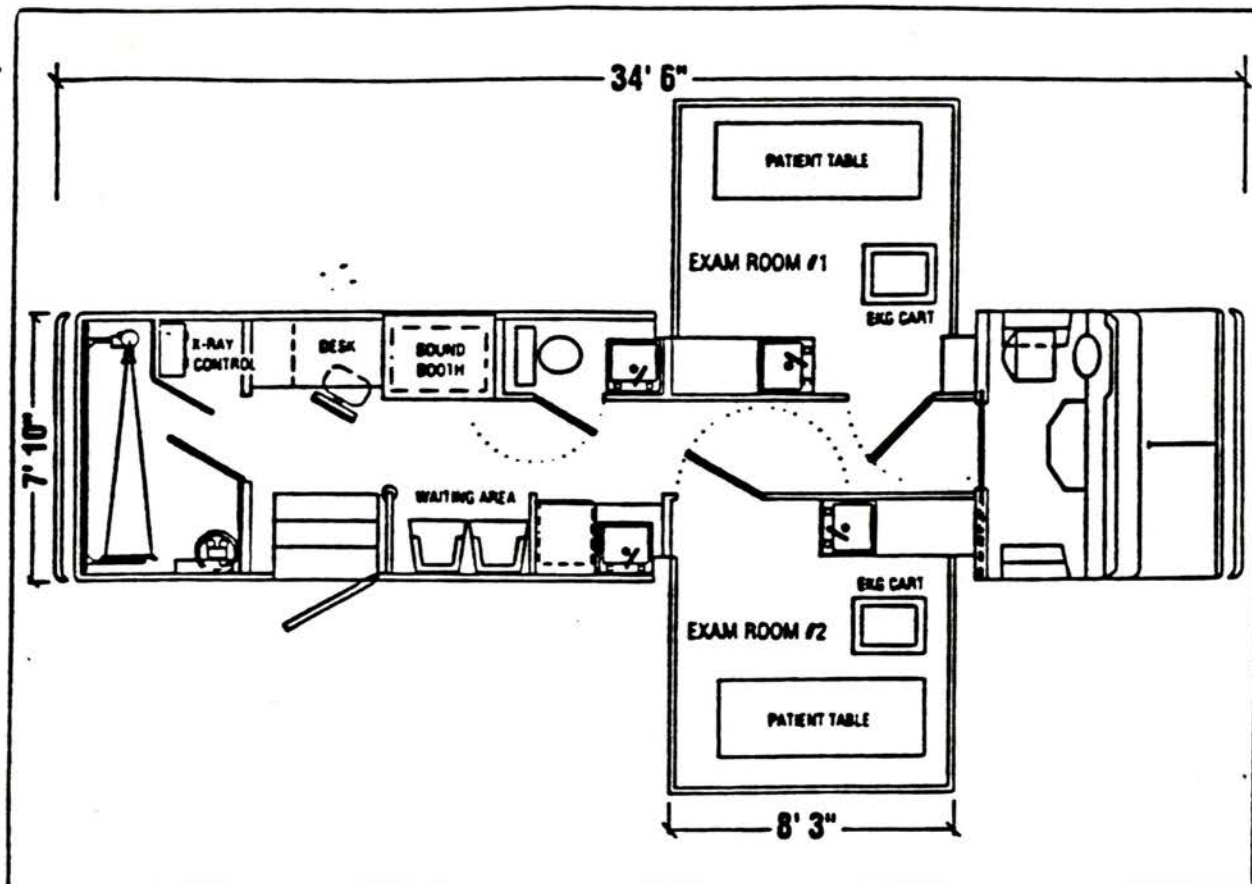 34' 6"
PATIENT TABLE
EXAM ROOM #1
EKG CART
X-RAY
CONTROL
DESK
SOUND
BOOTH
7' 10"
WAITING AREA
EKG CART
EXAM ROOM #2
PATIENT TABLE
8' 3"